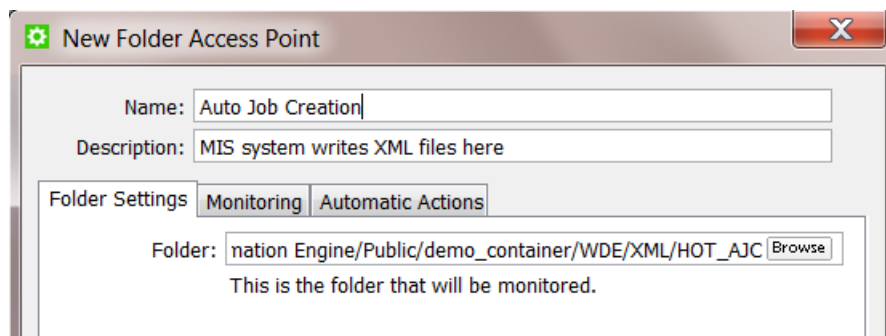 New Folder Access Point
Name: Auto Job Creation
Description: MIS system writes XML files here
Folder Settings Monitoring Automatic Actions
Folder: mation Engine/Public/demo_container/WDE/XML/HOT_AJC Browse
This is the folder that will be monitored.